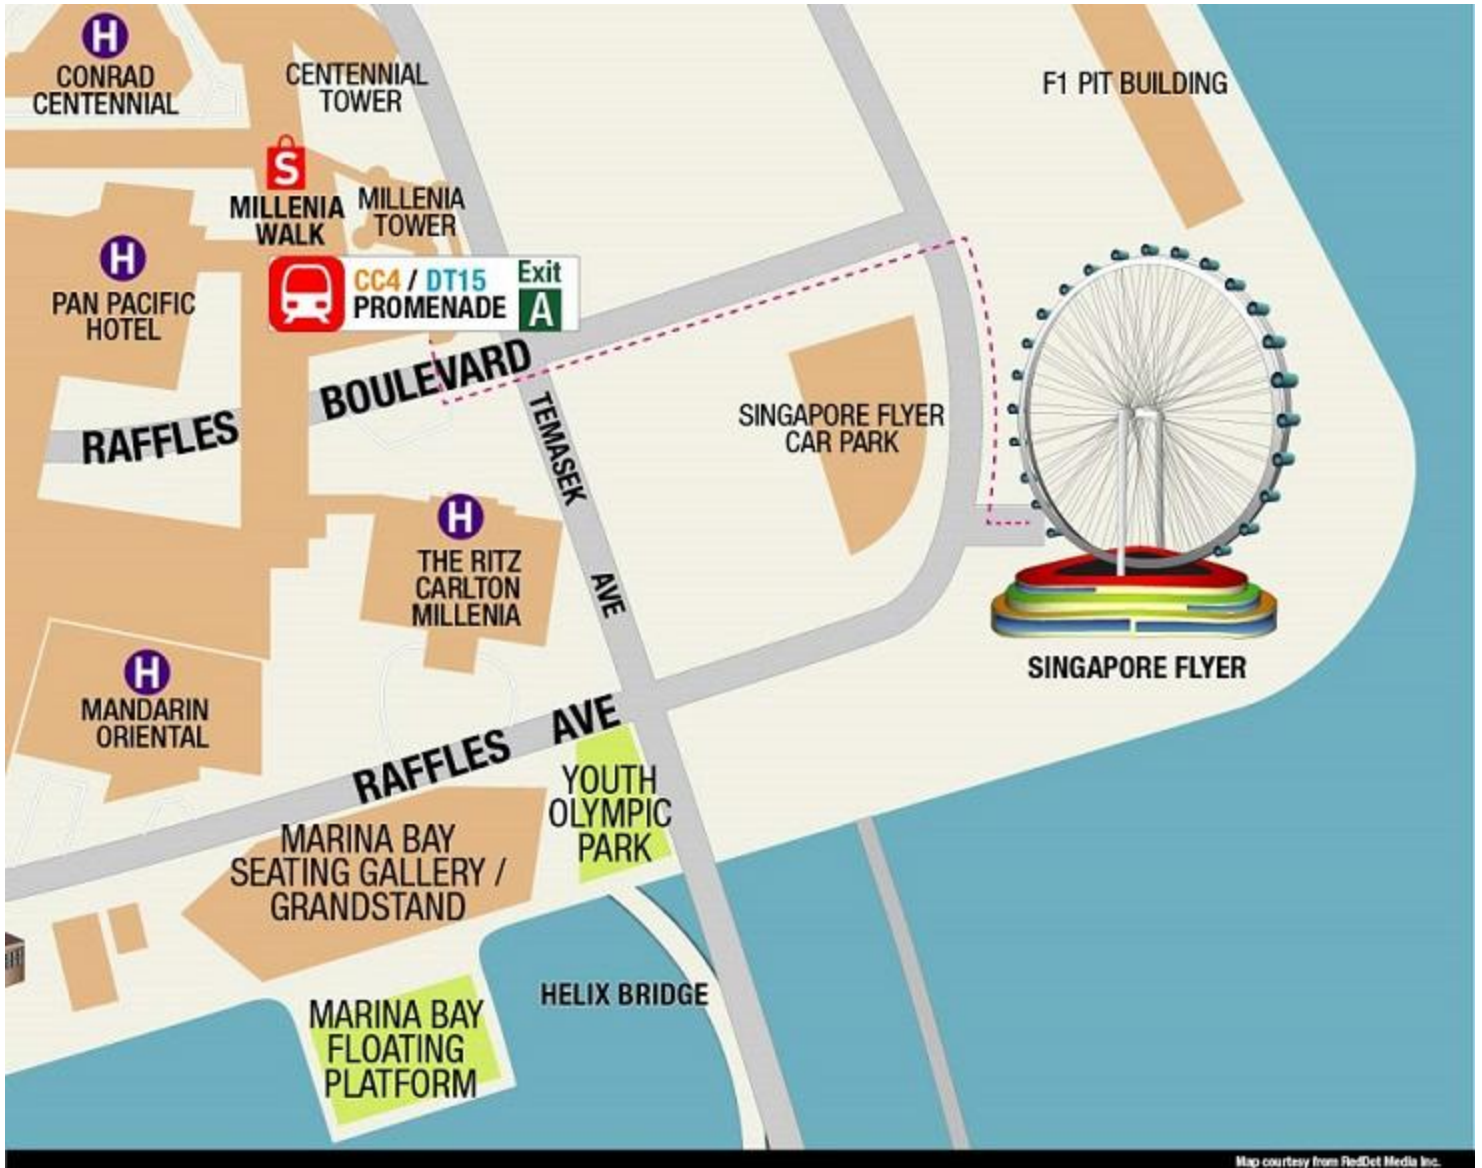 H
CONRAD
CENTENNIAL
CENTENNIAL
TOWER
F1 PIT BUILDING
S
MILLENIA
WALK
MILLENIA
TOWER
H
PAN PACIFIC
HOTEL
CC4 / DT15
PROMENADE
Exit
A
RAFFLES BOULEVARD
TEMASEK AVE
SINGAPORE FLYER
CAR PARK
H
THE RITZ
CARLTON
MILLENIA
SINGAPORE FLYER
H
MANDARIN
ORIENTAL
RAFFLES AVE
YOUTH
OLYMPIC
PARK
MARINA BAY
SEATING GALLERY /
GRANDSTAND
HELIX BRIDGE
MARINA BAY
FLOATING
PLATFORM
Map courtesy from RedDot Media Inc.